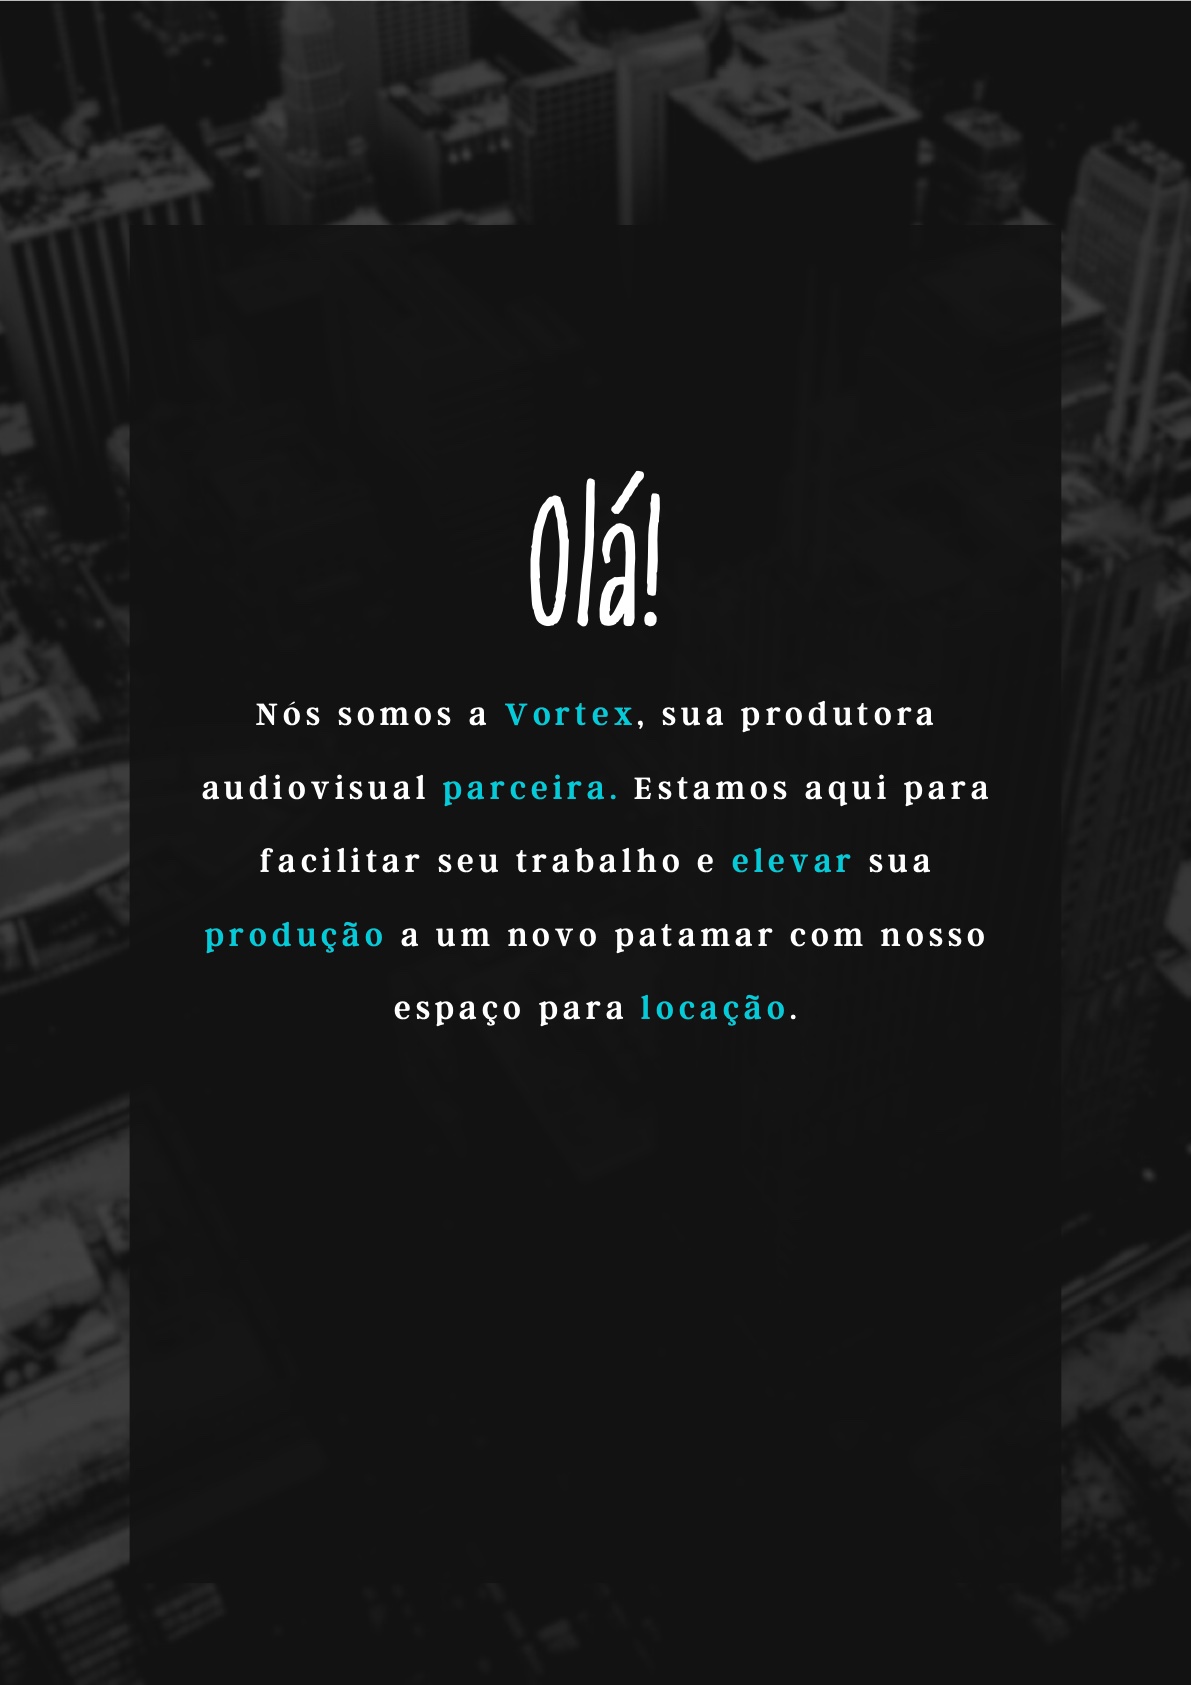 Olá!
Nós somos a Vortex, sua produtora
audiovisual parceira. Estamos aqui para
facilitar seu trabalho e elevar sua
produção a um novo patamar com nosso
espaço para locação.